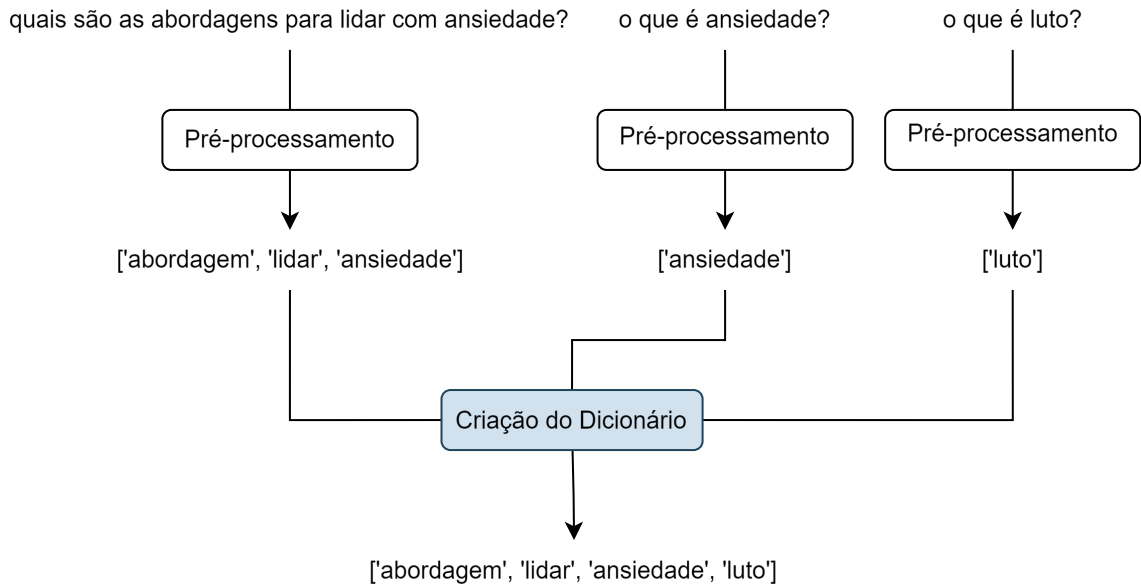 quais são as abordagens para lidar com ansiedade?
o que é ansiedade?
o que é luto?
Pré-processamento
Pré-processamento
Pré-processamento
['abordagem', 'lidar', 'ansiedade']
['ansiedade']
['luto']
Criação do Dicionário
['abordagem', 'lidar', 'ansiedade', 'luto']